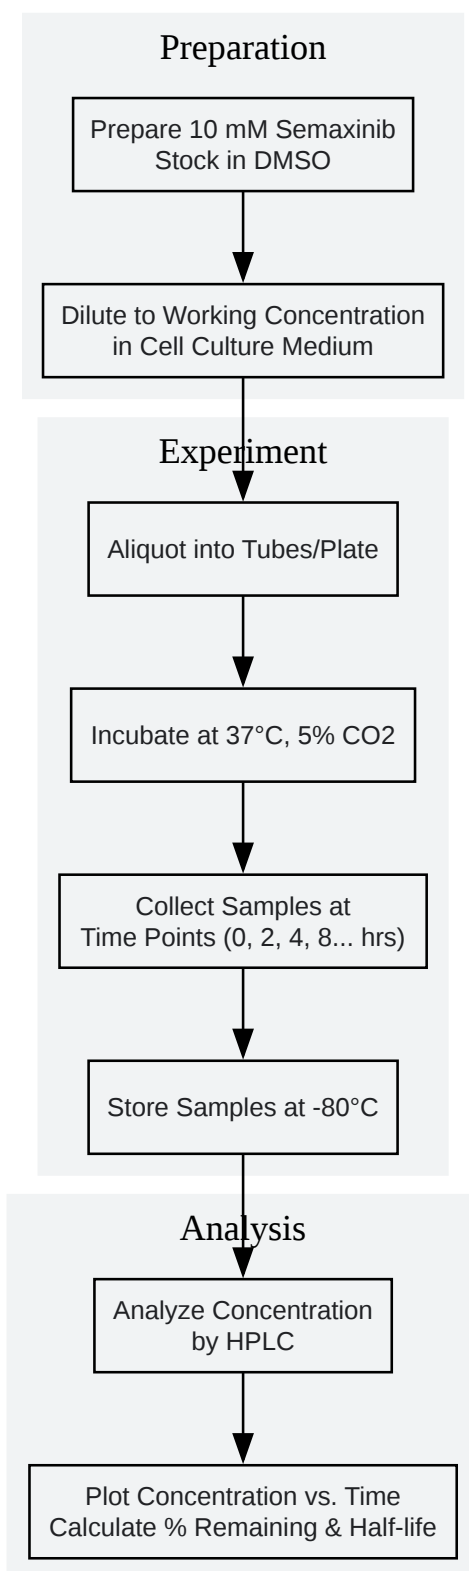 Preparation
Prepare 10 mM Semaxinib
Stock in DMSO
Dilute to Working Concentration
in Cell Culture Medium
Experiment
Aliquot into Tubes/Plate
Incubate at 37°C, 5% CO2
Collect Samples at
Time Points (0, 2, 4, 8... hrs)
Store Samples at -80°C
Analysis
Analyze Concentration
by HPLC
Plot Concentration vs. Time
Calculate % Remaining & Half-life